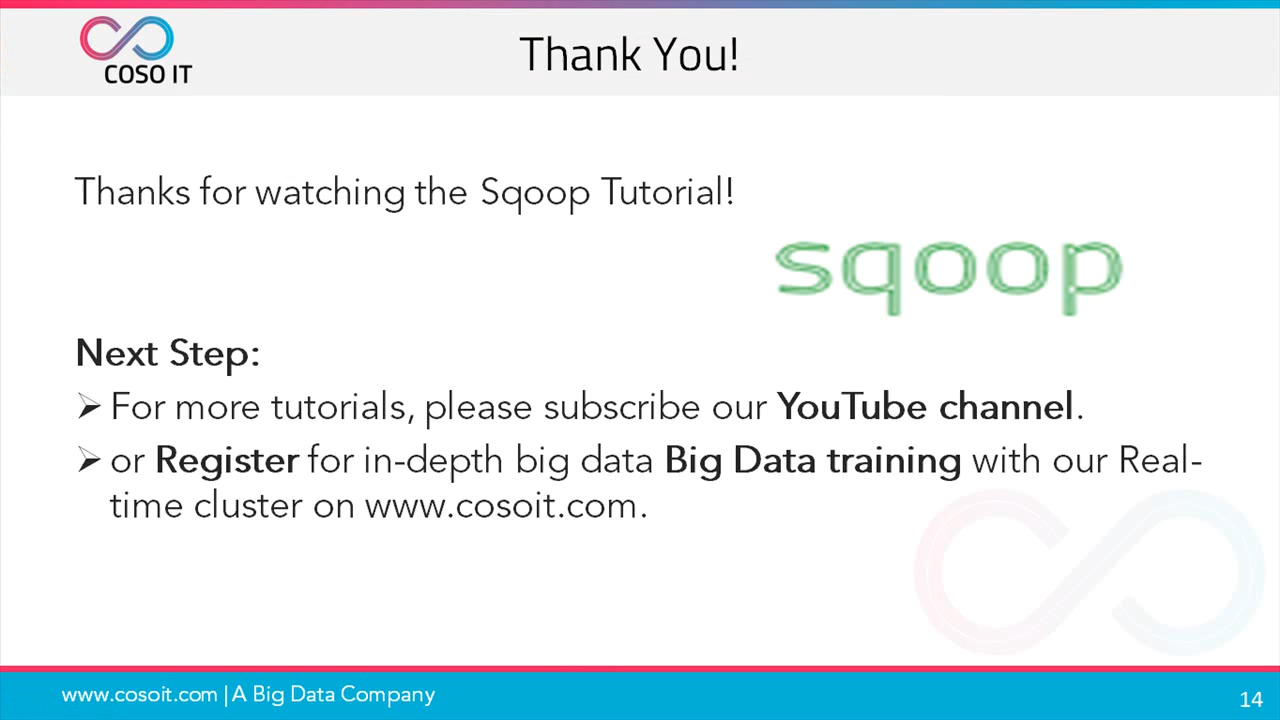 COSO IT
Thank You!
Thanks for watching the Sqoop Tutorial!
sqoop
Next Step:
➢ For more tutorials, please subscribe our YouTube channel.
➢ or Register for in-depth big data Big Data training with our Real-
time cluster on www.cosoit.com.
www.cosoit.com | A Big Data Company
14